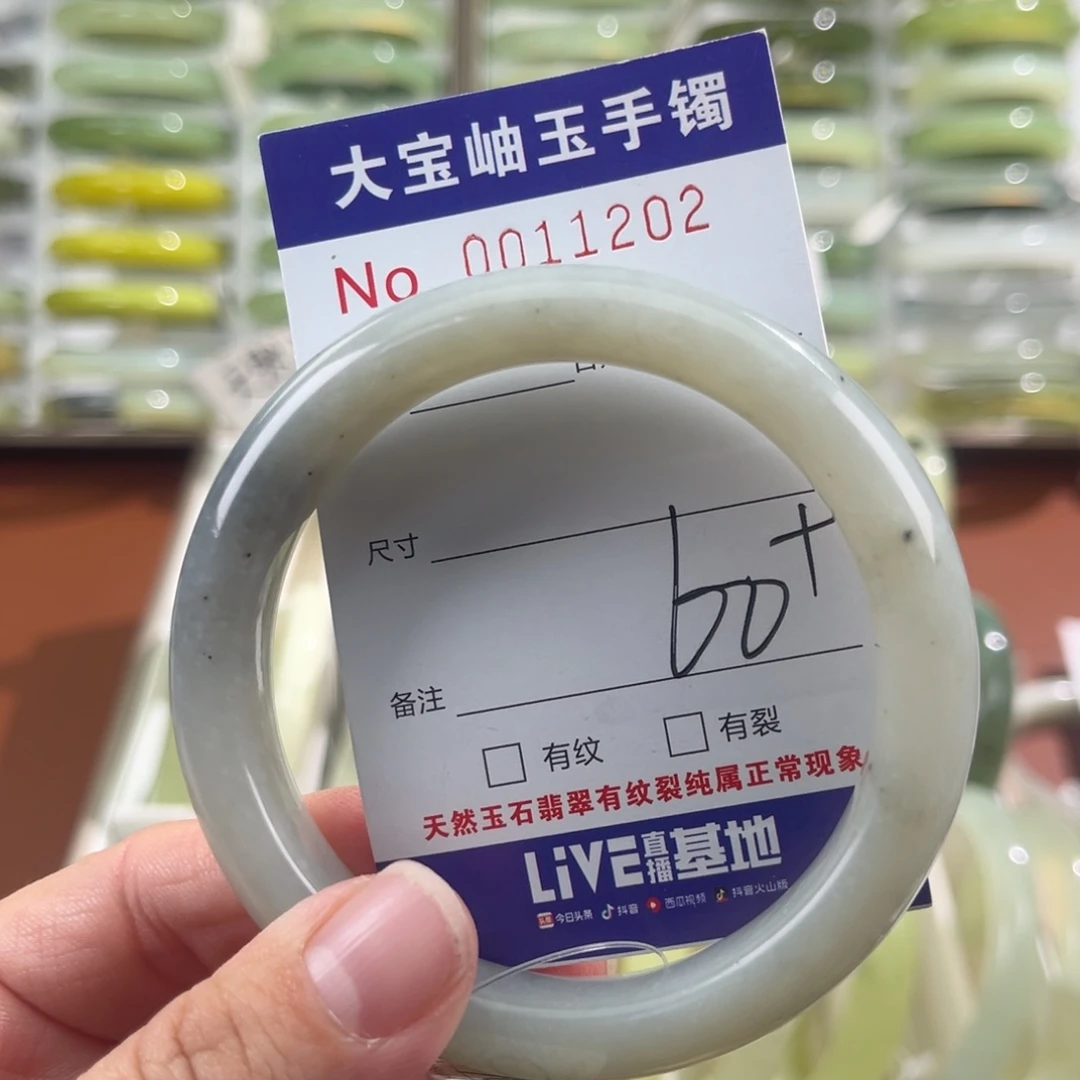 大宝岫玉手镯
No 0011202
尺寸 60+
备注
有纹 有裂
天然玉石翡翠有纹裂纯属正常现象
LIVE直播基地
头条 今日头条 抖音 西瓜视频 抖音火山版